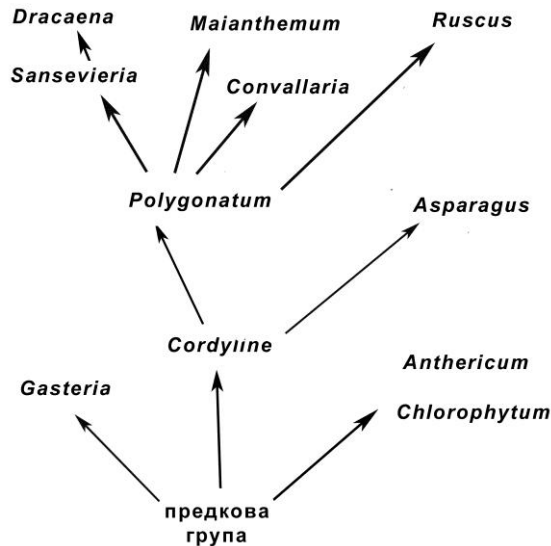 Dracaena
Maianthemum
Ruscus
Sansevieria
Convallaria
Polygonatum
Asparagus
Cordyline
Anthericum
Gasteria
Chlorophytum
предкова
група